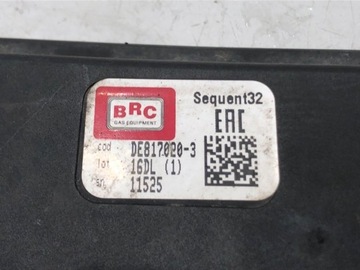 BRC
GAS EQUIPMENT
Sequent32
EAC
cod DE817020-3
lot 16DL (1)
sn 11525